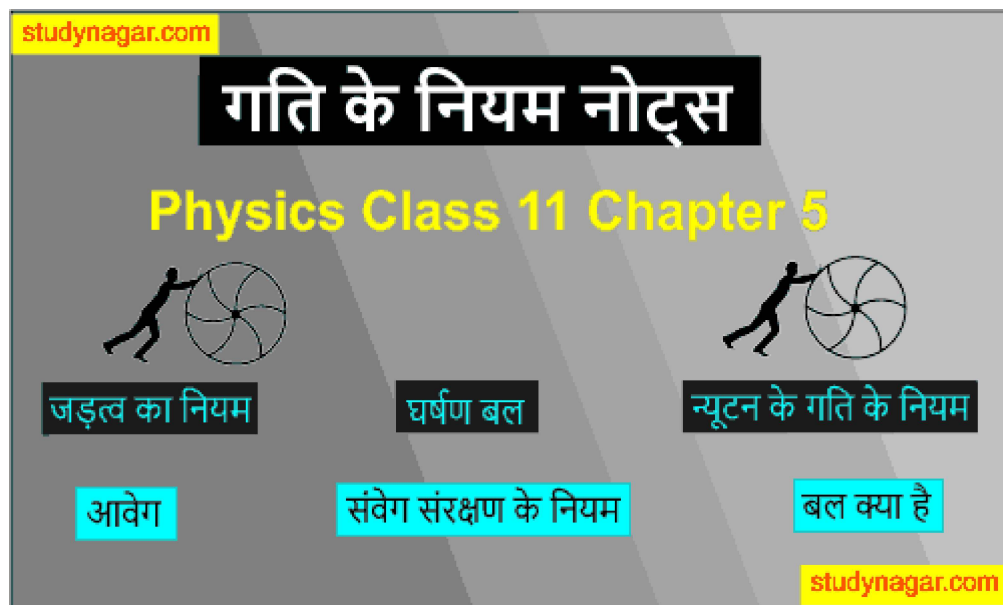 studynagar.com
गति के नियम नोट्स
Physics Class 11 Chapter 5
जड़त्व का नियम
घर्षण बल
न्यूटन के गति के नियम
आवेग
संवेग संरक्षण के नियम
बल क्या है
studynagar.com